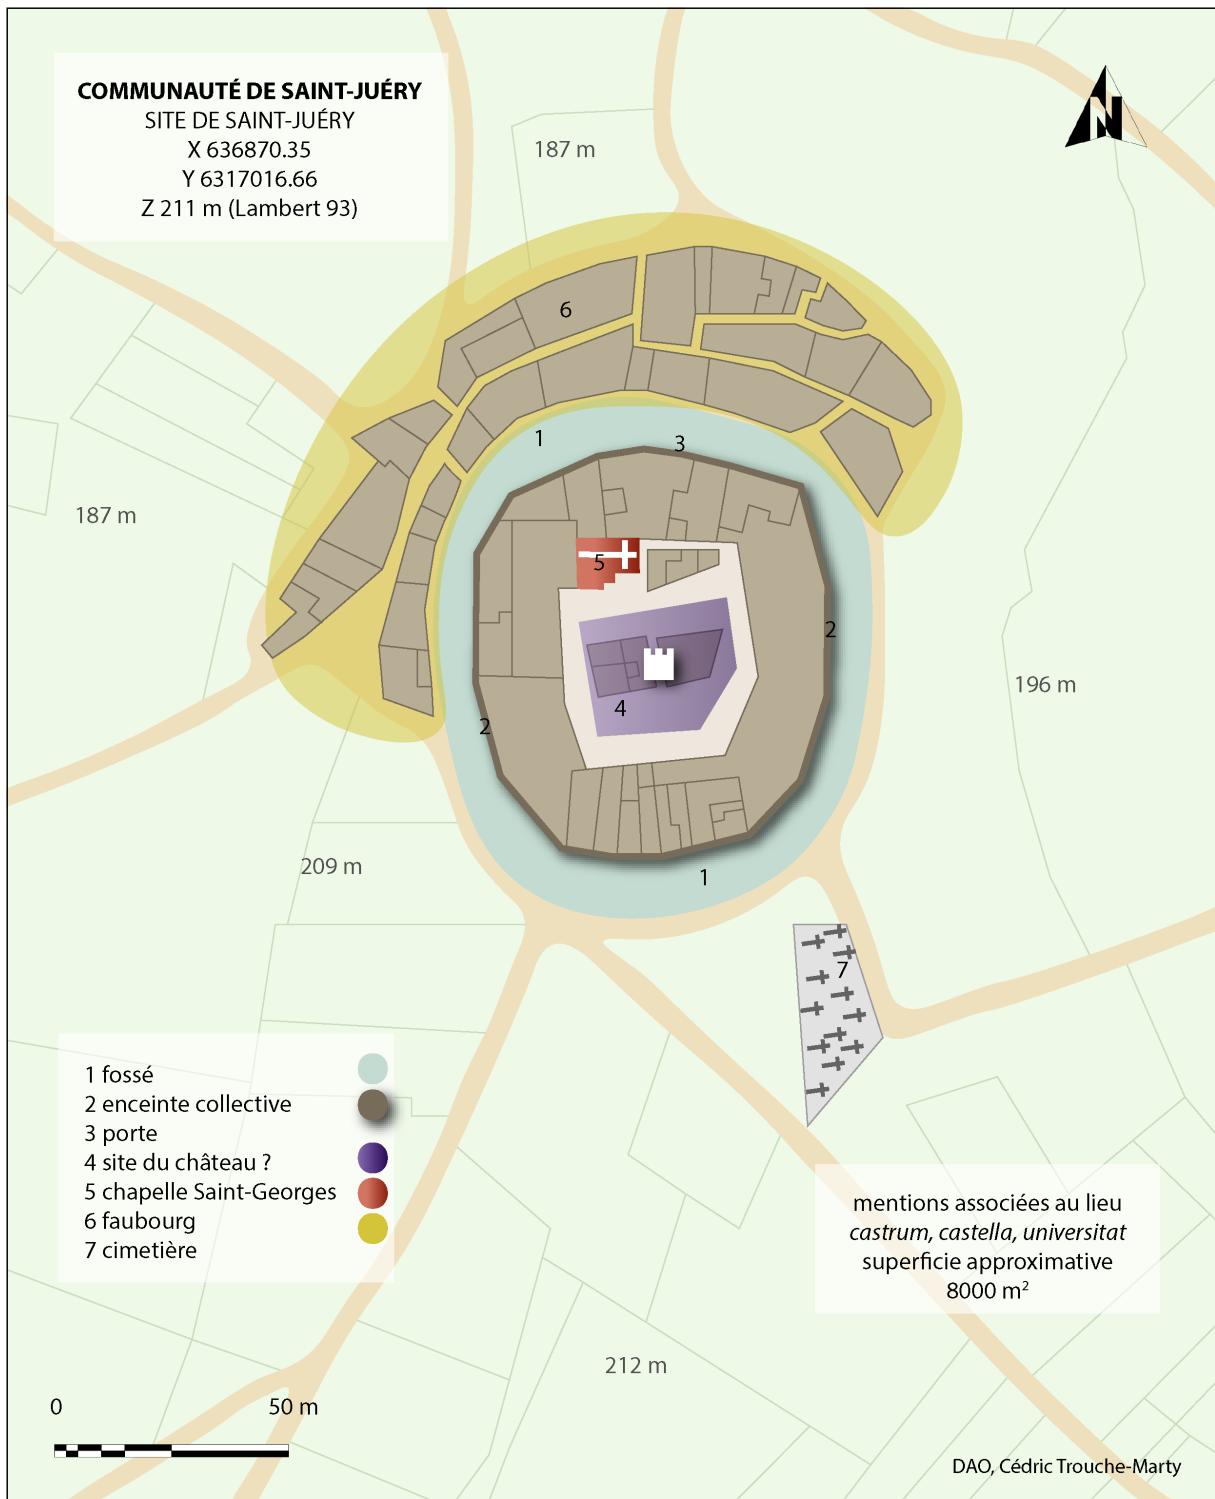 COMMUNAUTÉ DE SAINT-JUÉRY
SITE DE SAINT-JUÉRY
X 636870.35
Y 6317016.66
Z 211 m (Lambert 93)
N
187 m
6
1
3
187 m
5
2
196 m
4
2
209 m
1
7
1 fossé
2 enceinte collective
3 porte
4 site du château ?
5 chapelle Saint-Georges
6 faubourg
7 cimetière
mentions associées au lieu
castrum, castella, universitat
superficie approximative
8000 m²
212 m
0 50 m
DAO, Cédric Trouche-Marty